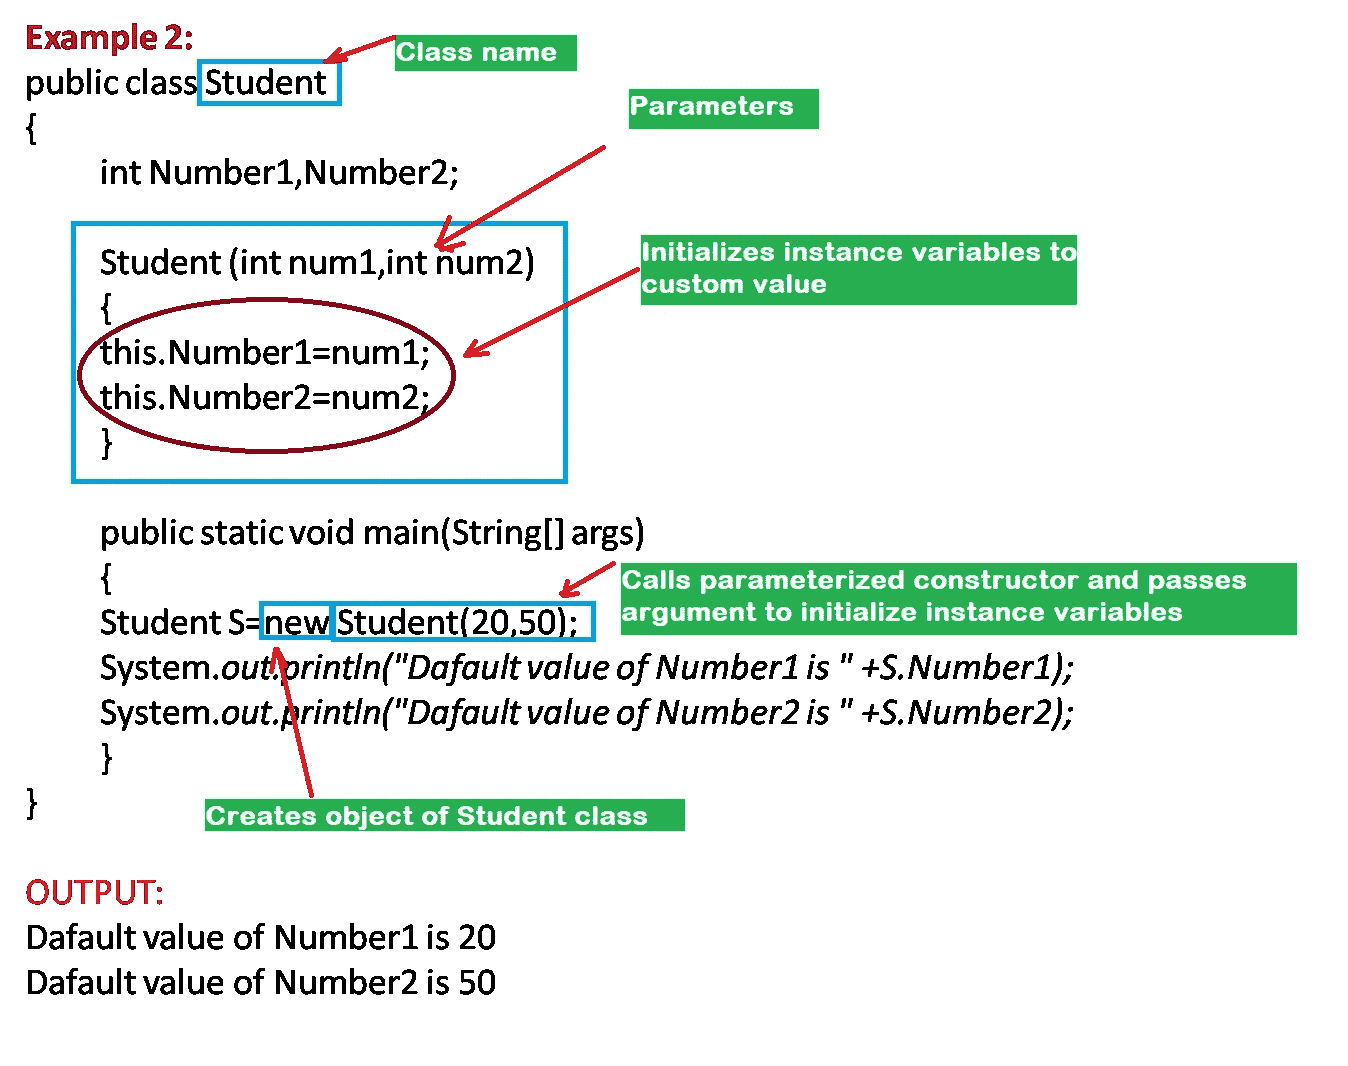 Example 2:
public class Student
Class name
Parameters
{
int Number1,Number2;
Student (int num1,int num2)
Initializes instance variables to
custom value
{
this.Number1=num1;
this.Number2=num2;
}
public static void main(String[] args)
{
Calls parameterized constructor and passes
argument to initialize instance variables
Student S=new Student(20,50);
System.out.println("Dafault value of Number1 is " +S.Number1);
System.out.println("Dafault value of Number2 is " +S.Number2);
}
}
Creates object of Student class
OUTPUT:
Dafault value of Number1 is 20
Dafault value of Number2 is 50